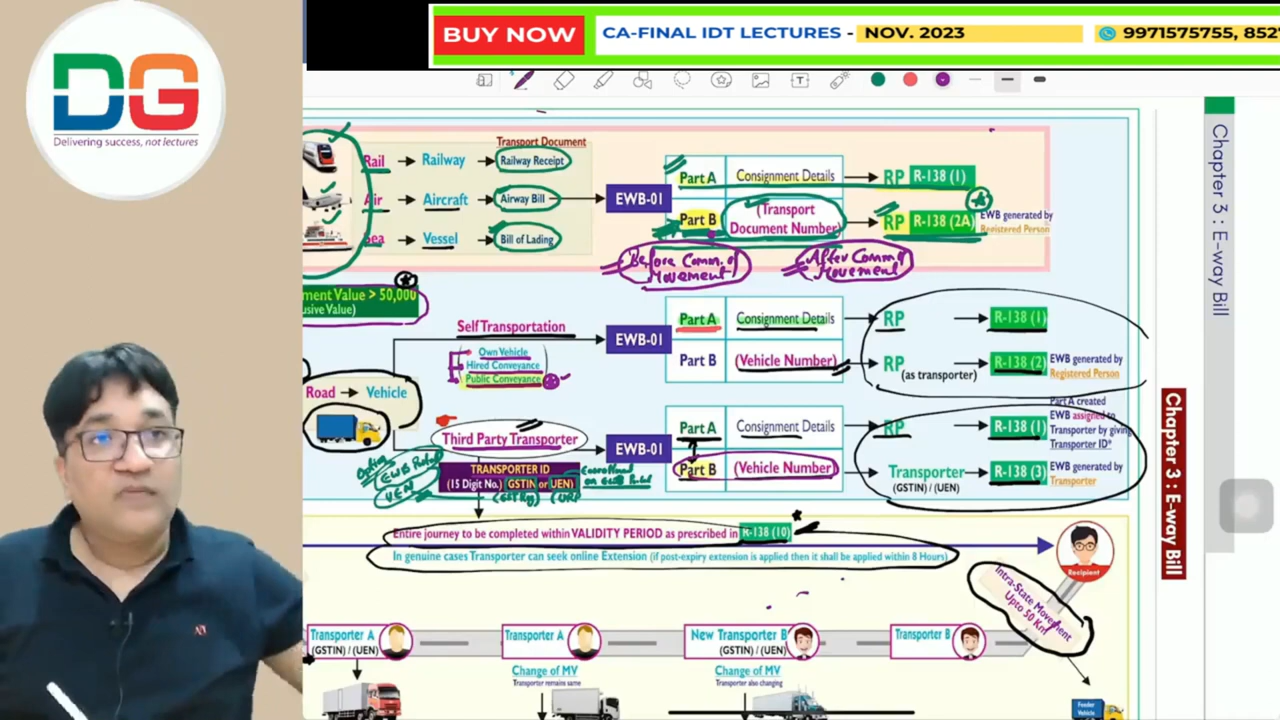 BUY NOW
CA-FINAL IDT LECTURES - NOV. 2023
9971575755, 852
DG
Delivering success, not lectures
Transport Document
Rail Railway Railway Receipt
Air Aircraft Airway Bill
Sea Vessel Bill of Lading
EWB-01
Part A Consignment Details RP R-138 (1)
Part B (Transport Document Number) RP R-138 (2A) EWB generated by Registered Person
Before Comm. of Movement
After Comm. of Movement
ment Value > 50,000
usive Value)
Self Transportation
Own Vehicle
Hired Conveyance
Public Conveyance
EWB-01
Part A Consignment Details RP R-138 (1)
Part B (Vehicle Number) RP (as transporter) R-138 (2) EWB generated by Registered Person
Road Vehicle
Third Party Transporter
TRANSPORTER ID
(15 Digit No.) GSTIN or UEN)
EWB-01
Part A Consignment Details RP R-138 (1)
Part A created
EWB assigned to
Transporter by giving
Transporter ID"
Part B (Vehicle Number) Transporter (GSTIN) / (UEN) R-138 (3) EWB generated by Transporter
EWB Portal
UEN
on EWB Portal
(URP)
Entire journey to be completed within VALIDITY PERIOD as prescribed in R-138 (10)
In genuine cases Transporter can seek online Extension (if post-expiry extension is applied then it shall be applied within 8 Hours)
Recipient
Intra-State Movement
Upto 50 Km
Transporter A
(GSTIN) / (UEN)
Transporter A
New Transporter B
(GSTIN) / (UEN)
Transporter B
Change of MV
Transporter remains same
Change of MV
Transporter also changing
Feeder
Vehicle
Chapter 3 : E-way Bill
Chapter 3 : E-way Bill